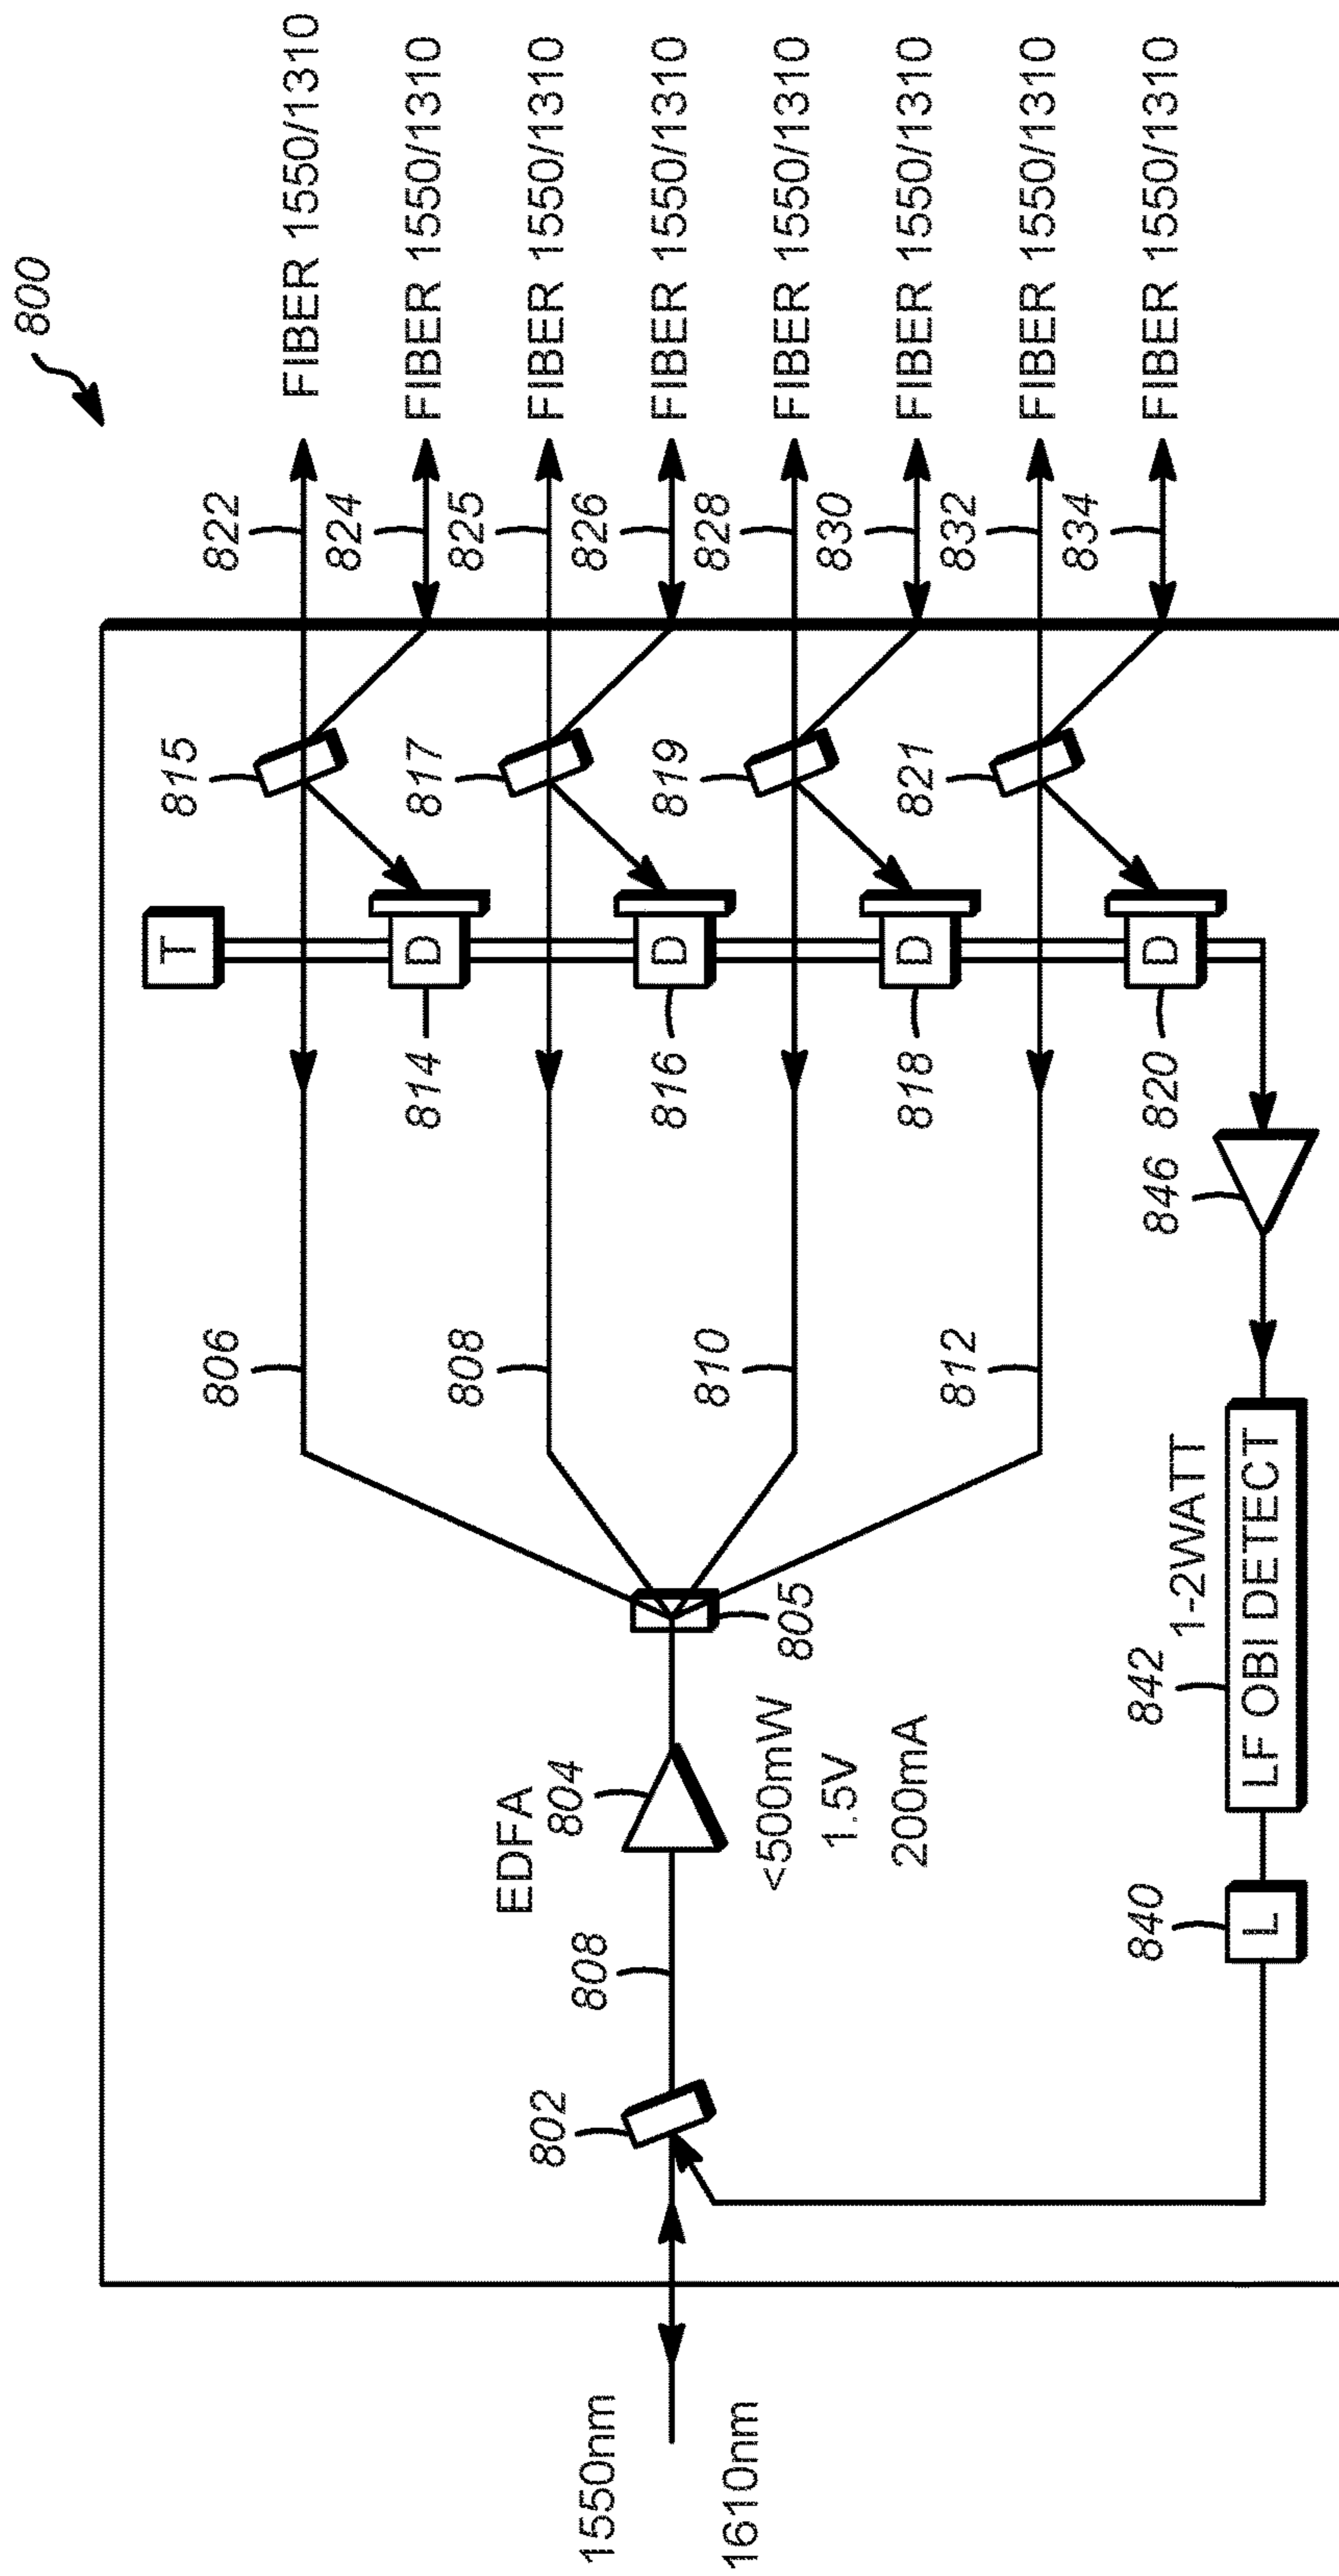 800
1550nm
1610nm
802
808
EDFA
804
<500mW
1.5V
200mA
805
806
808
810
812
T
D
814
D
816
D
818
D
820
815
817
819
821
822
824
825
826
828
830
832
834
FIBER 1550/1310
FIBER 1550/1310
FIBER 1550/1310
FIBER 1550/1310
FIBER 1550/1310
FIBER 1550/1310
FIBER 1550/1310
FIBER 1550/1310
840
L
842
1-2WATT
LF OBI DETECT
846